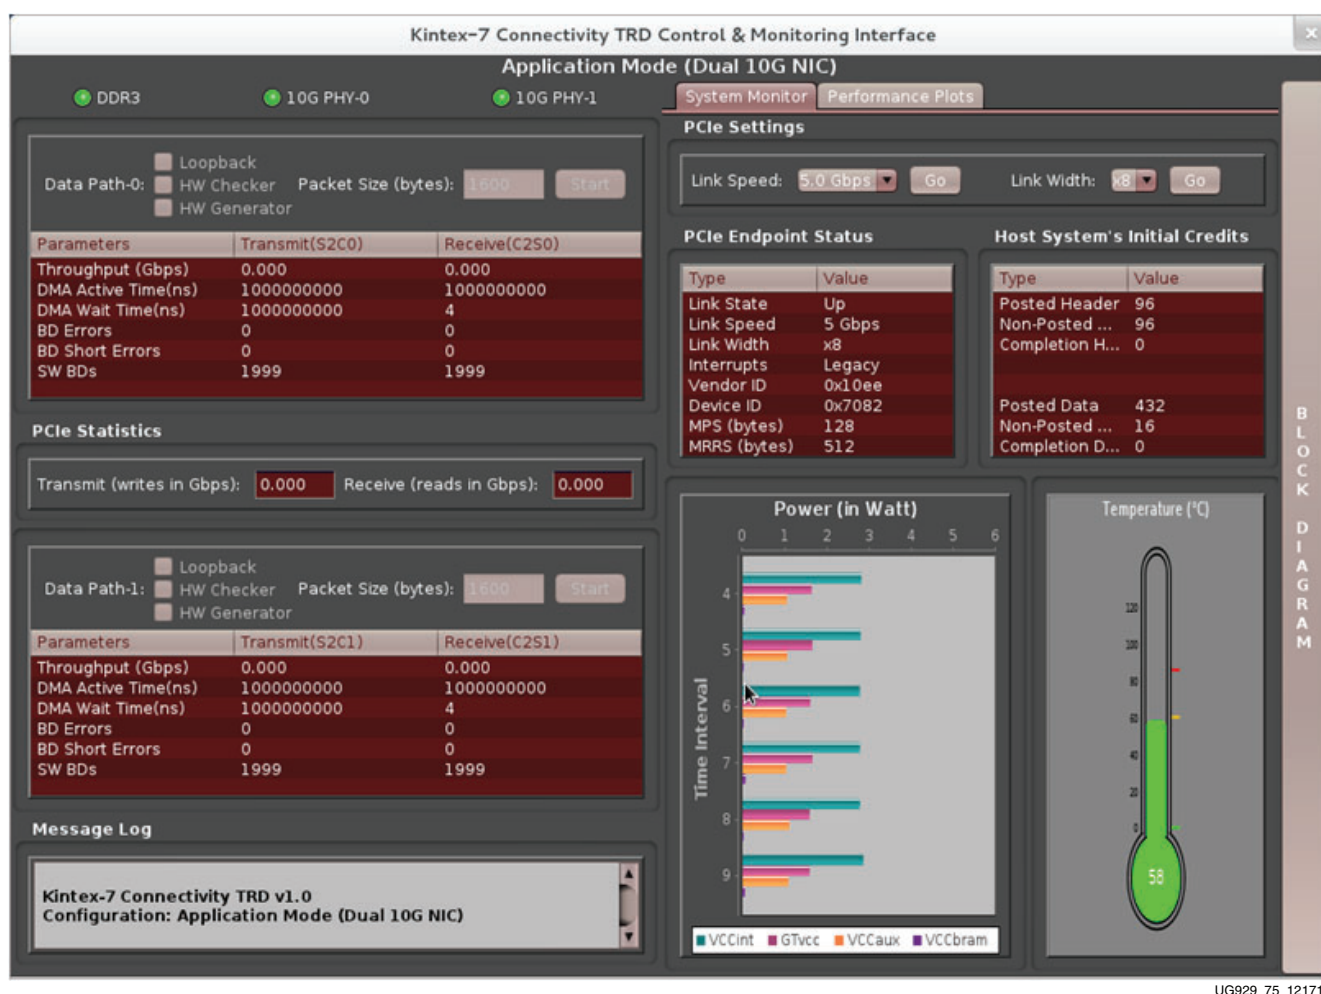 Kintex-7 Connectivity TRD Control & Monitoring Interface
Application Mode (Dual 10G NIC)
DDR3 10G PHY-0 10G PHY-1
System Monitor Performance Plots
Loopback
Data Path-0: HW Checker Packet Size (bytes): 1600 Start
HW Generator
Parameters Transmit(S2C0) Receive(C2S0)
Throughput (Gbps) 0.000 0.000
DMA Active Time(ns) 1000000000 1000000000
DMA Wait Time(ns) 1000000000 4
BD Errors 0 0
BD Short Errors 0 0
SW BDs 1999 1999
PCIe Statistics
Transmit (writes in Gbps): 0.000 Receive (reads in Gbps): 0.000
Loopback
Data Path-1: HW Checker Packet Size (bytes): 1600 Start
HW Generator
Parameters Transmit(S2C1) Receive(C2S1)
Throughput (Gbps) 0.000 0.000
DMA Active Time(ns) 1000000000 1000000000
DMA Wait Time(ns) 1000000000 4
BD Errors 0 0
BD Short Errors 0 0
SW BDs 1999 1999
Message Log
Kintex-7 Connectivity TRD v1.0
Configuration: Application Mode (Dual 10G NIC)
PCIe Settings
Link Speed: 5.0 Gbps Go Link Width: x8 Go
PCIe Endpoint Status
Type Value
Link State Up
Link Speed 5 Gbps
Link Width x8
Interrupts Legacy
Vendor ID 0x10ee
Device ID 0x7082
MPS (bytes) 128
MRRS (bytes) 512
Host System's Initial Credits
Type Value
Posted Header 96
Non-Posted ... 96
Completion H... 0
Posted Data 432
Non-Posted ... 16
Completion D... 0
Power (in Watt)
0 1 2 3 4 5 6
Time Interval
4
5
6
7
8
9
VCCint GTvcc VCCaux VCCbram
Temperature (°C)
120
100
80
60
40
20
0
58
BLOCK DIAGRAM
UG929_75_12171